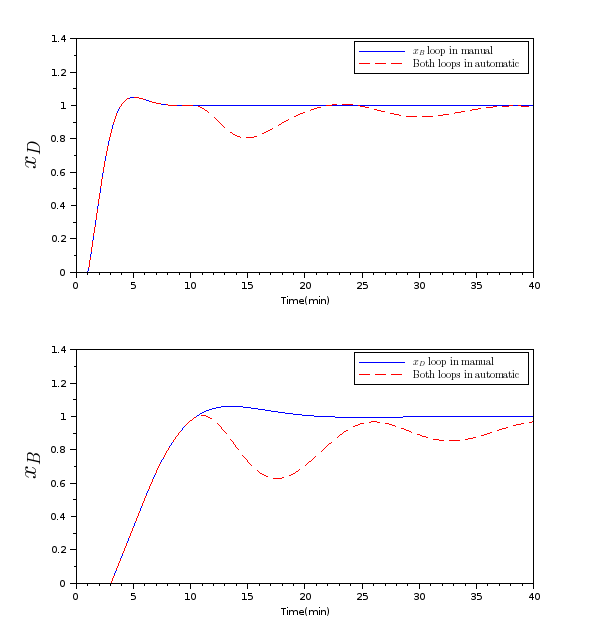 1.4
x_B loop in manual
Both loops in automatic
1.2
1
0.8
x_D
0.6
0.4
0.2
0
0 5 10 15 20 25 30 35 40
Time(min)
1.4
x_D loop in manual
Both loops in automatic
1.2
1
0.8
x_B
0.6
0.4
0.2
0
0 5 10 15 20 25 30 35 40
Time(min)